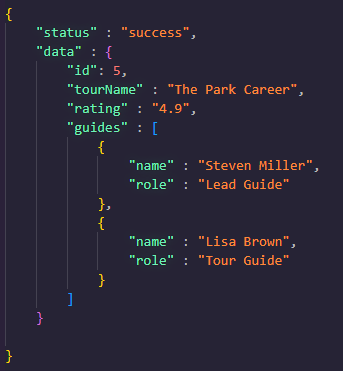 {
"status" : "success",
"data" : {
"id": 5,
"tourName" : "The Park Career",
"rating" : "4.9",
"guides" : [
{
"name" : "Steven Miller",
"role" : "Lead Guide"
},
{
"name" : "Lisa Brown",
"role" : "Tour Guide"
}
]
}
}